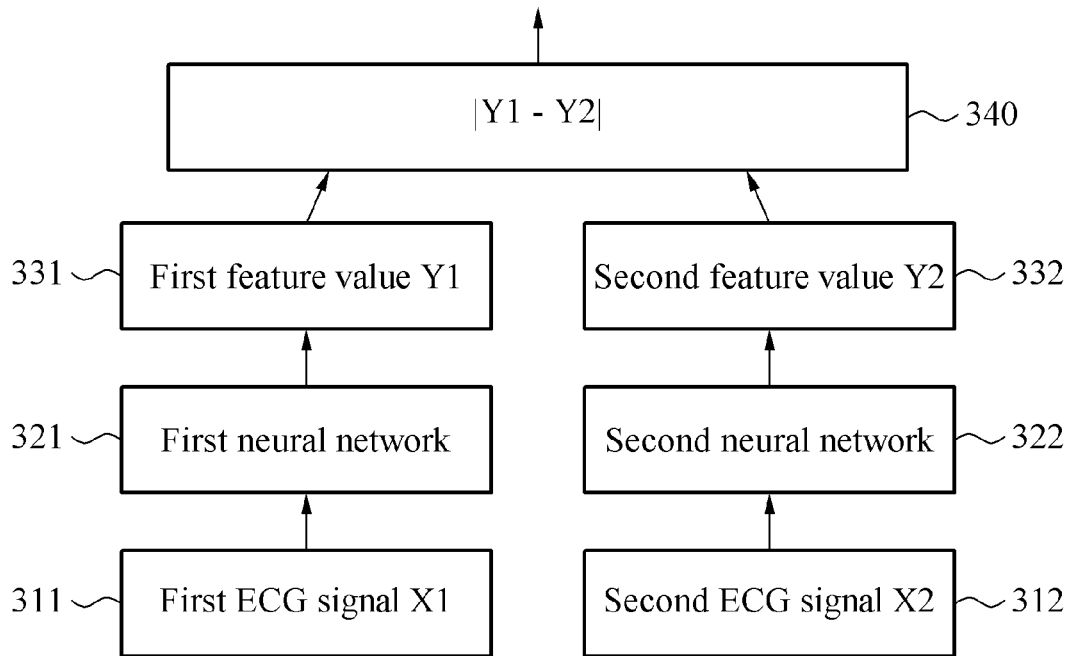 |Y1 - Y2|
340
331
First feature value Y1
Second feature value Y2
332
321
First neural network
Second neural network
322
311
First ECG signal X1
Second ECG signal X2
312